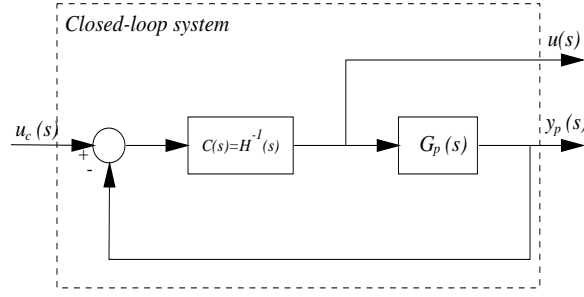 Closed-loop system
u(s)
u_c(s)
+
-
C(s)=H^{-1}(s)
G_p(s)
y_p(s)